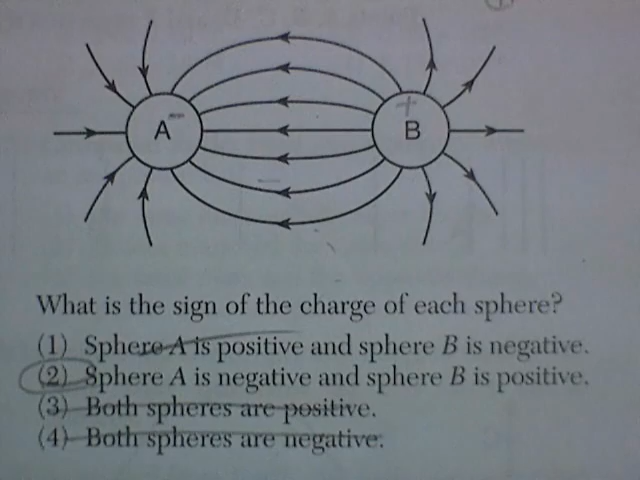 A −
+
B
What is the sign of the charge of each sphere?
(1) Sphere A is positive and sphere B is negative.
(2) Sphere A is negative and sphere B is positive.
(3) Both spheres are positive.
(4) Both spheres are negative.